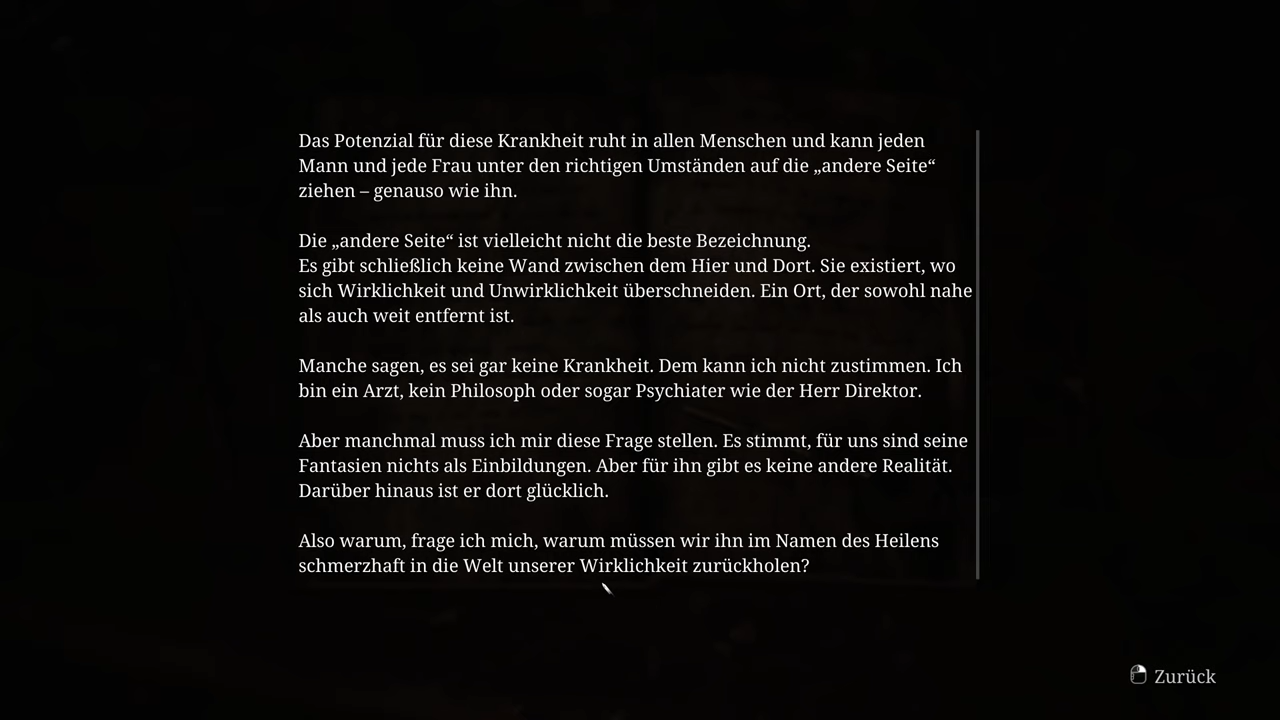 Das Potenzial für diese Krankheit ruht in allen Menschen und kann jeden
Mann und jede Frau unter den richtigen Umständen auf die „andere Seite“
ziehen – genauso wie ihn.
Die „andere Seite“ ist vielleicht nicht die beste Bezeichnung.
Es gibt schließlich keine Wand zwischen dem Hier und Dort. Sie existiert, wo
sich Wirklichkeit und Unwirklichkeit überschneiden. Ein Ort, der sowohl nahe
als auch weit entfernt ist.
Manche sagen, es sei gar keine Krankheit. Dem kann ich nicht zustimmen. Ich
bin ein Arzt, kein Philosoph oder sogar Psychiater wie der Herr Direktor.
Aber manchmal muss ich mir diese Frage stellen. Es stimmt, für uns sind seine
Fantasien nichts als Einbildungen. Aber für ihn gibt es keine andere Realität.
Darüber hinaus ist er dort glücklich.
Also warum, frage ich mich, warum müssen wir ihn im Namen des Heilens
schmerzhaft in die Welt unserer Wirklichkeit zurückholen?
Zurück